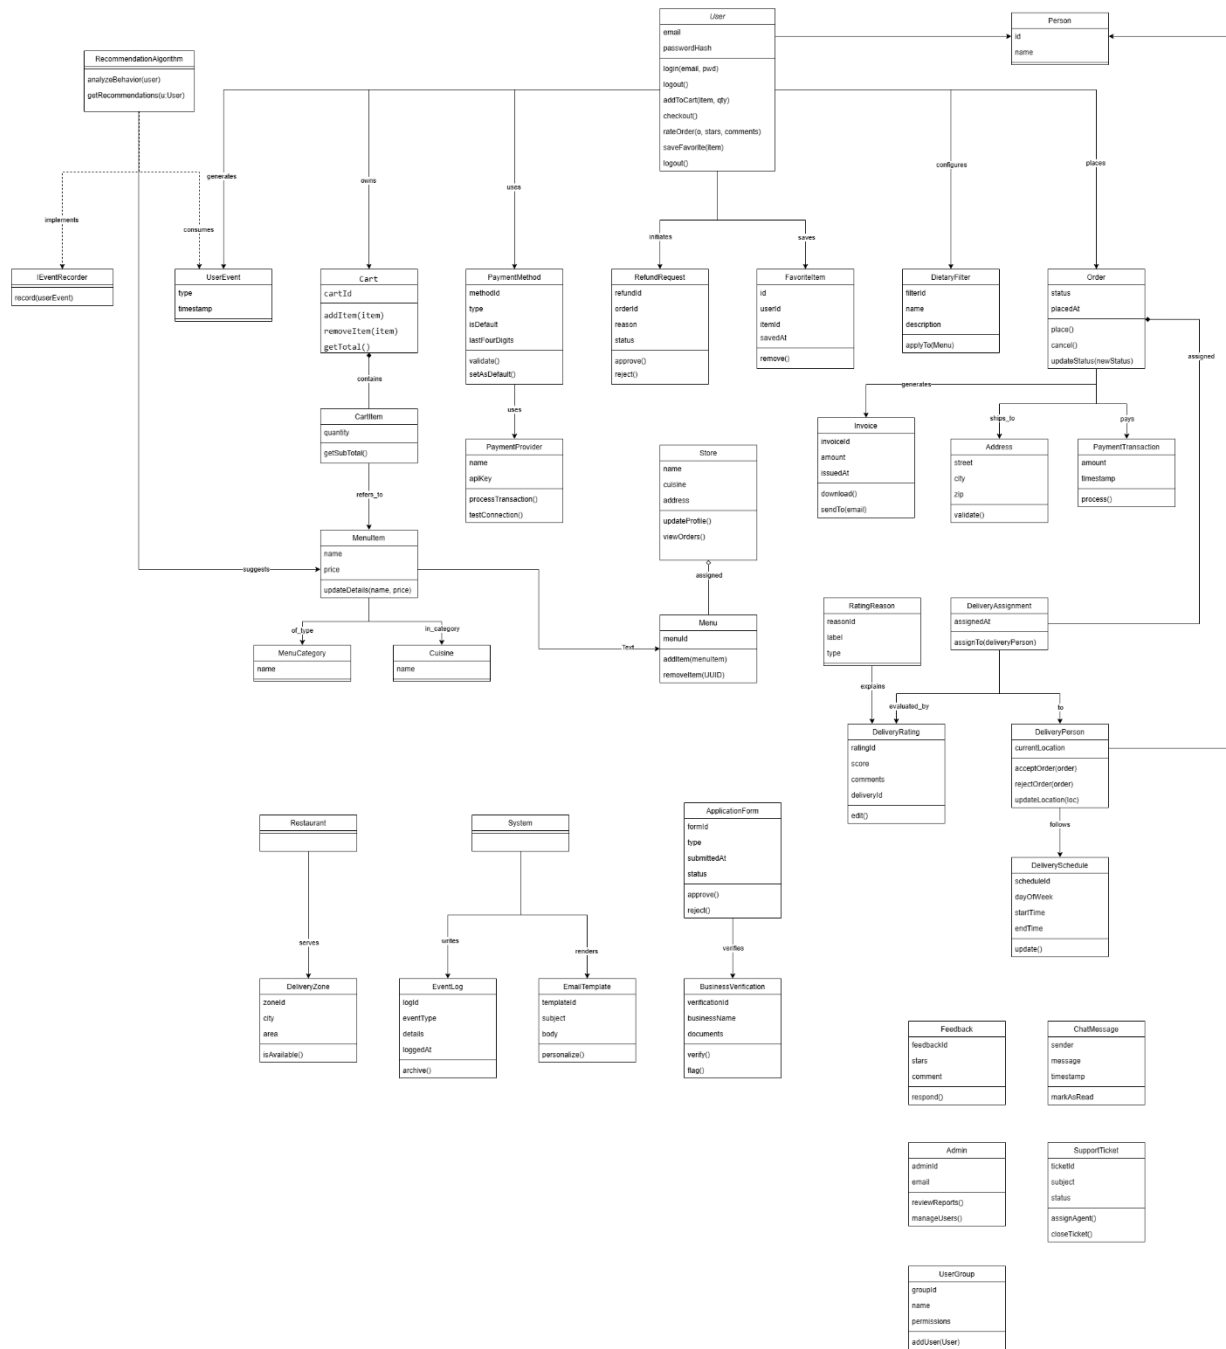 User
email
passwordHash
login(email, pwd)
logout()
addToCart(item, qty)
checkout()
rateOrder(o, stars, comments)
saveFavorite(item)
logout()
Person
id
name
RecommendationAlgorithm
analyzeBehavior(user)
getRecommendations(u:User)
generates
owns
uses
configures
places
implements
consumes
initiates
saves
assigned
IEventRecorder
record(userEvent)
UserEvent
type
timestamp
Cart
cartId
addItem(item)
removeItem(item)
getTotal()
PaymentMethod
methodId
type
isDefault
lastFourDigits
validate()
setAsDefault()
RefundRequest
refundId
orderId
reason
status
approve()
reject()
FavoriteItem
id
userId
itemId
savedAt
remove()
DietaryFilter
filterId
name
description
applyTo(Menu)
Order
status
placedAt
place()
cancel()
updateStatus(newStatus)
contains
generates
uses
ships_to
pays
CartItem
quantity
getSubTotal()
PaymentProvider
name
apiKey
processTransaction()
testConnection()
Store
name
cuisine
address
updateProfile()
viewOrders()
Invoice
invoiceId
amount
issuedAt
download()
sendTo(email)
Address
street
city
zip
validate()
PaymentTransaction
amount
timestamp
process()
refers_to
MenuItem
name
price
updateDetails(name, price)
suggests
assigned
of_type
in_category
Text
MenuCategory
name
Cuisine
name
Menu
menuId
addItem(menuItem)
removeItem(UUID)
RatingReason
reasonId
label
type
DeliveryAssignment
assignedAt
assignTo(deliveryPerson)
explains
evaluated_by
to
DeliveryRating
ratingId
score
comments
deliveryId
edit()
DeliveryPerson
currentLocation
acceptOrder(order)
rejectOrder(order)
updateLocation(loc)
follows
DeliverySchedule
scheduleId
dayOfWeek
startTime
endTime
update()
Restaurant
System
ApplicationForm
formId
type
submittedAt
status
approve()
reject()
serves
writes
renders
verifies
DeliveryZone
zoneId
city
area
isAvailable()
EventLog
logId
eventType
details
loggedAt
archive()
EmailTemplate
templateId
subject
body
personalize()
BusinessVerification
verificationId
businessName
documents
verify()
flag()
Feedback
feedbackId
stars
comment
respond()
ChatMessage
sender
message
timestamp
markAsRead
Admin
adminId
email
reviewReports()
manageUsers()
SupportTicket
ticketId
subject
status
assignAgent()
closeTicket()
UserGroup
groupId
name
permissions
addUser(User)